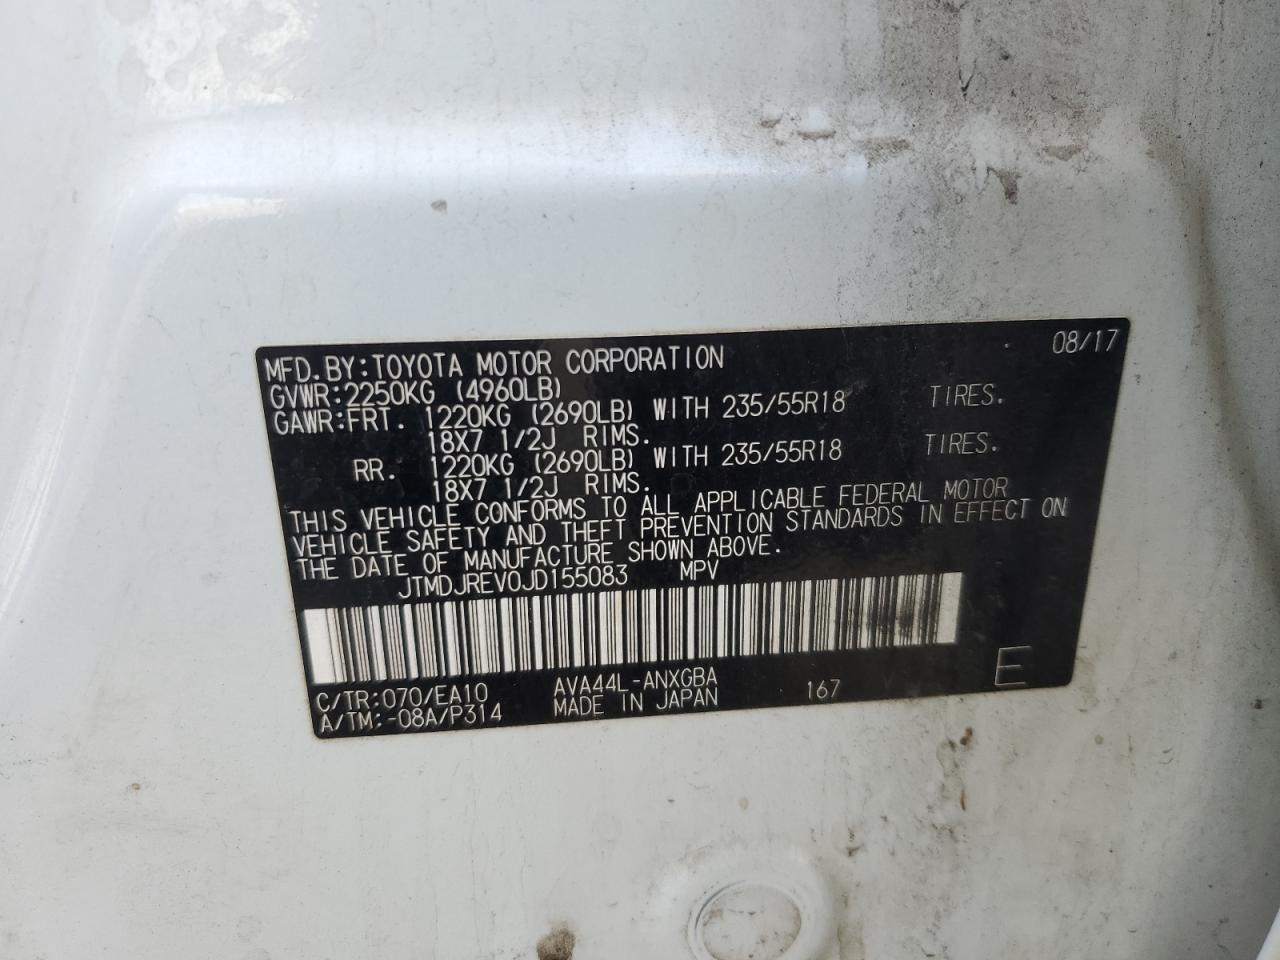 MFD.BY:TOYOTA MOTOR CORPORATION 08/17
GVWR:2250KG (4960LB)
GAWR:FRT. 1220KG (2690LB) WITH 235/55R18 TIRES.
18X7 1/2J RIMS.
RR. 1220KG (2690LB) WITH 235/55R18 TIRES.
18X7 1/2J RIMS.
THIS VEHICLE CONFORMS TO ALL APPLICABLE FEDERAL MOTOR
VEHICLE SAFETY AND THEFT PREVENTION STANDARDS IN EFFECT ON
THE DATE OF MANUFACTURE SHOWN ABOVE.
JTMDJREV0JD155083 MPV
C/TR:070/EA10 AVA44L-ANXGBA 167 E
A/TM:-08A/P314 MADE IN JAPAN